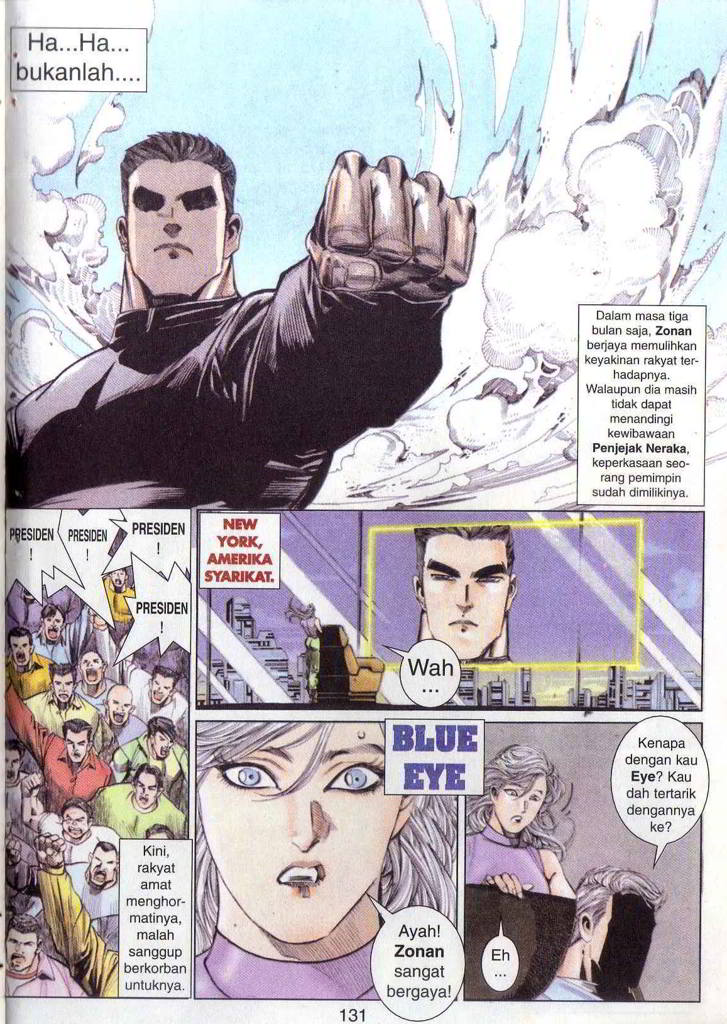 Ha...Ha...
bukanlah....
Dalam masa tiga
bulan saja, Zonan
berjaya memulihkan
keyakinan rakyat ter-
hadapnya.
Walaupun dia masih
tidak dapat
menandingi
kewibawaan
Penjejak Neraka,
keperkasaan seo-
rang pemimpin
sudah dimilikinya.
PRESIDEN
!
PRESIDEN
!
PRESIDEN
!
PRESIDEN
!
Kini,
rakyat
amat
menghor-
matinya,
malah
sanggup
berkorban
untuknya.
NEW
YORK,
AMERIKA
SYARIKAT.
Wah
...
BLUE
EYE
Ayah!
Zonan
sangat
bergaya!
Kenapa
dengan kau
Eye? Kau
dah tertarik
dengannya
ke?
Eh
...
131